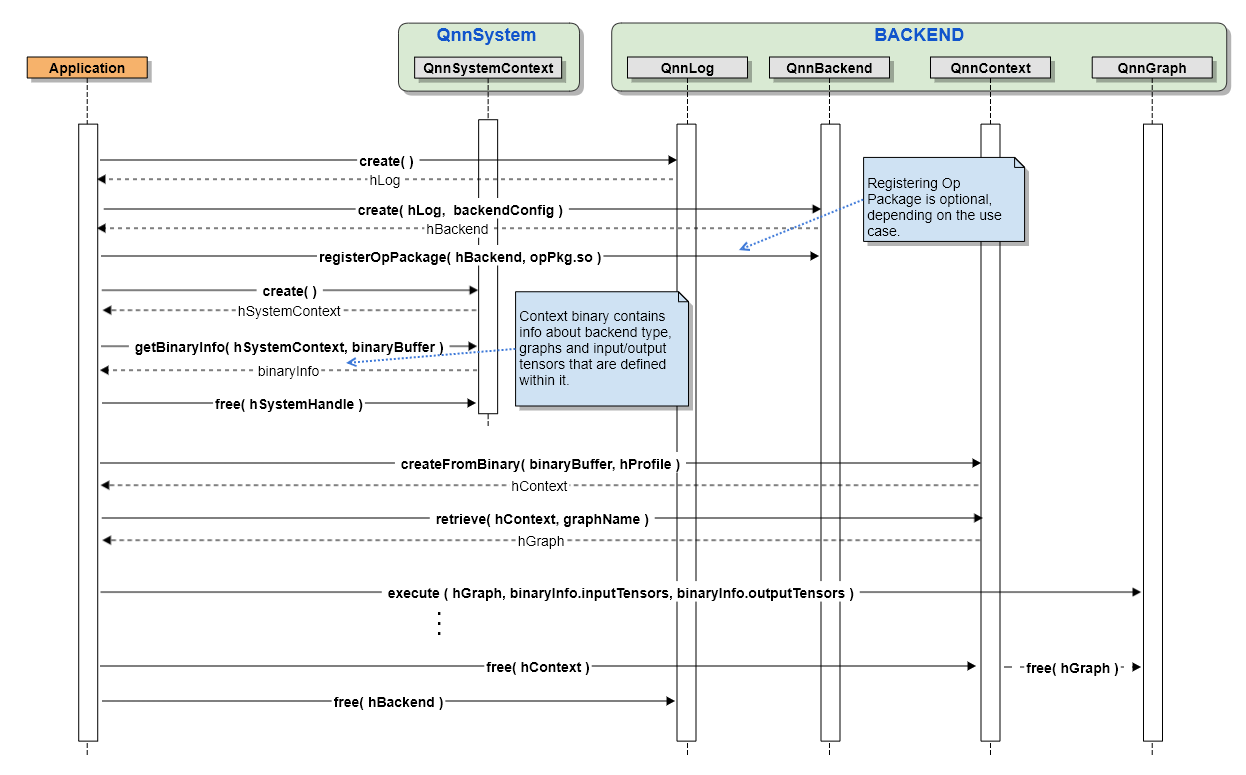 QnnSystem
BACKEND
Application
QnnSystemContext
QnnLog
QnnBackend
QnnContext
QnnGraph
create( )
hLog
Registering Op
Package is optional,
depending on the use
case.
create( hLog, backendConfig )
hBackend
registerOpPackage( hBackend, opPkg.so )
create( )
hSystemContext
Context binary contains
info about backend type,
graphs and input/output
tensors that are defined
within it.
getBinaryInfo( hSystemContext, binaryBuffer )
binaryInfo
free( hSystemHandle )
createFromBinary( binaryBuffer, hProfile )
hContext
retrieve( hContext, graphName )
hGraph
execute ( hGraph, binaryInfo.inputTensors, binaryInfo.outputTensors )
free( hContext )
free( hGraph )
free( hBackend )